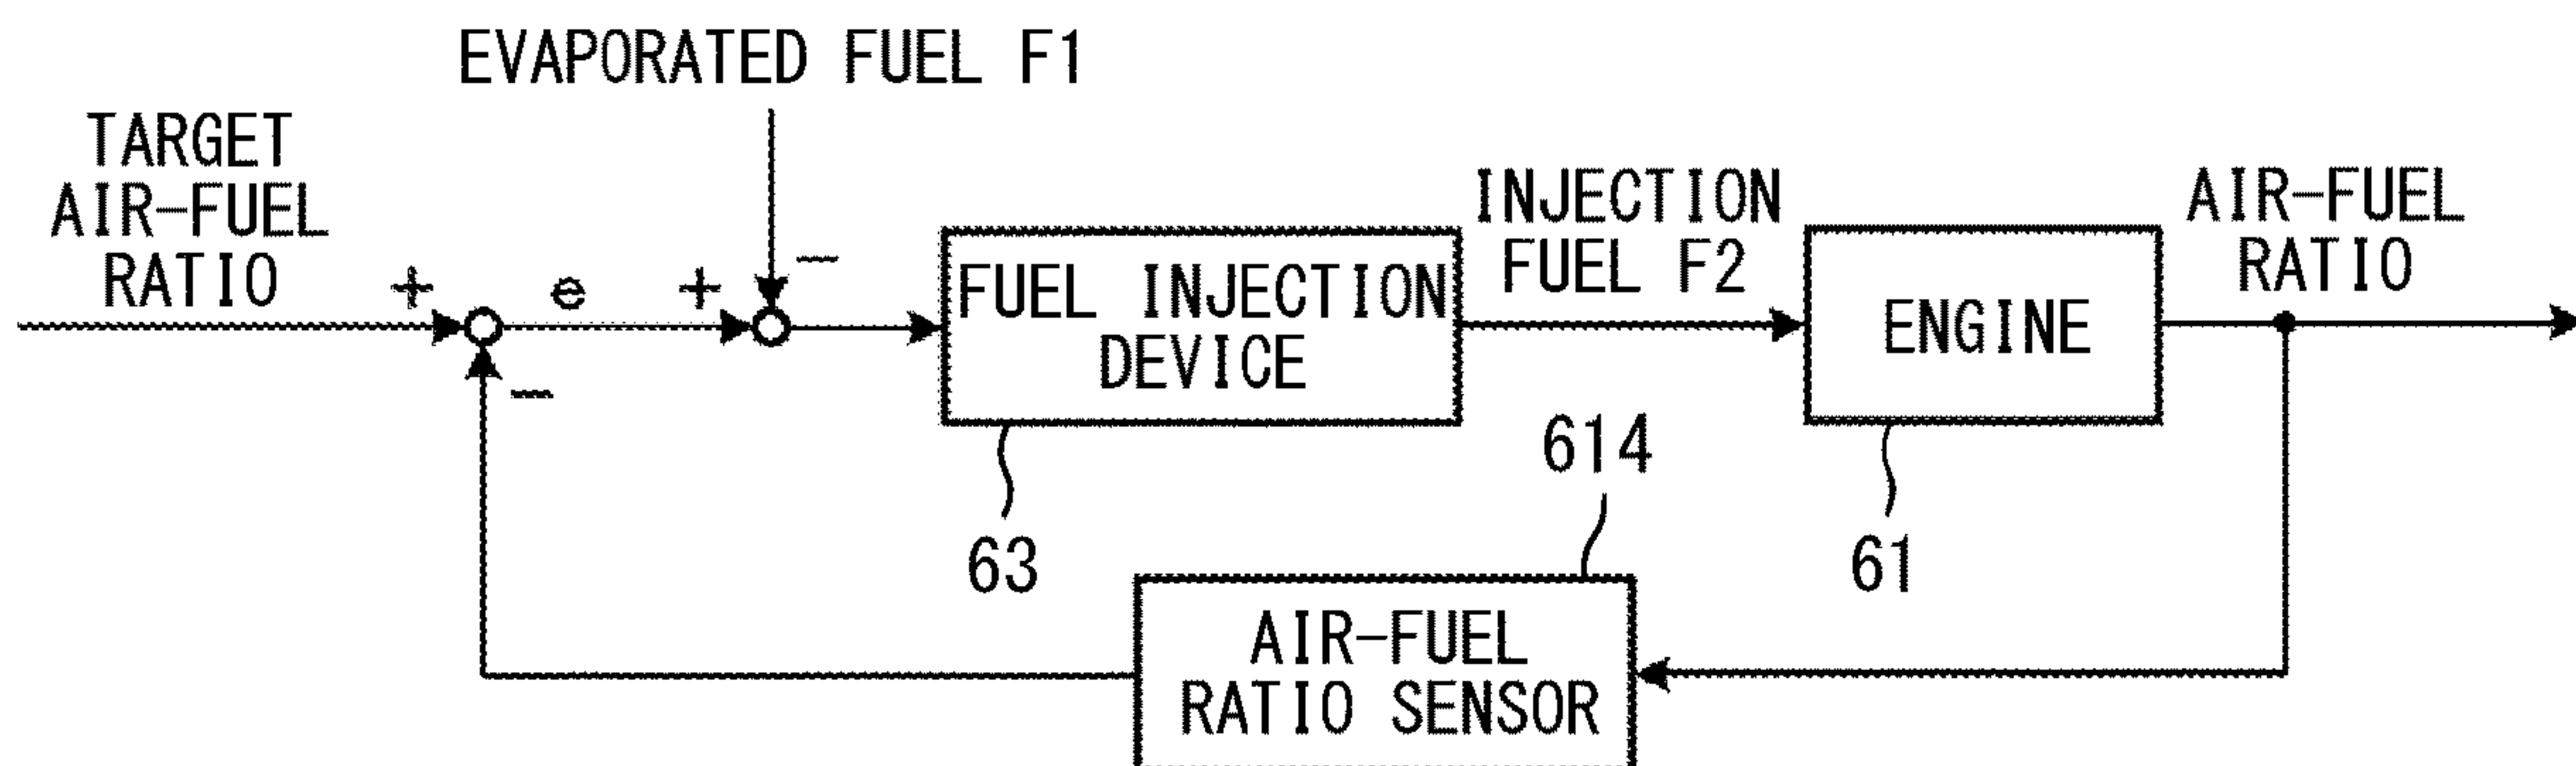 EVAPORATED FUEL F1
TARGET
AIR-FUEL
RATIO
+
e
+
−
−
FUEL INJECTION
DEVICE
63
INJECTION
FUEL F2
ENGINE
61
AIR-FUEL
RATIO
614
AIR-FUEL
RATIO SENSOR